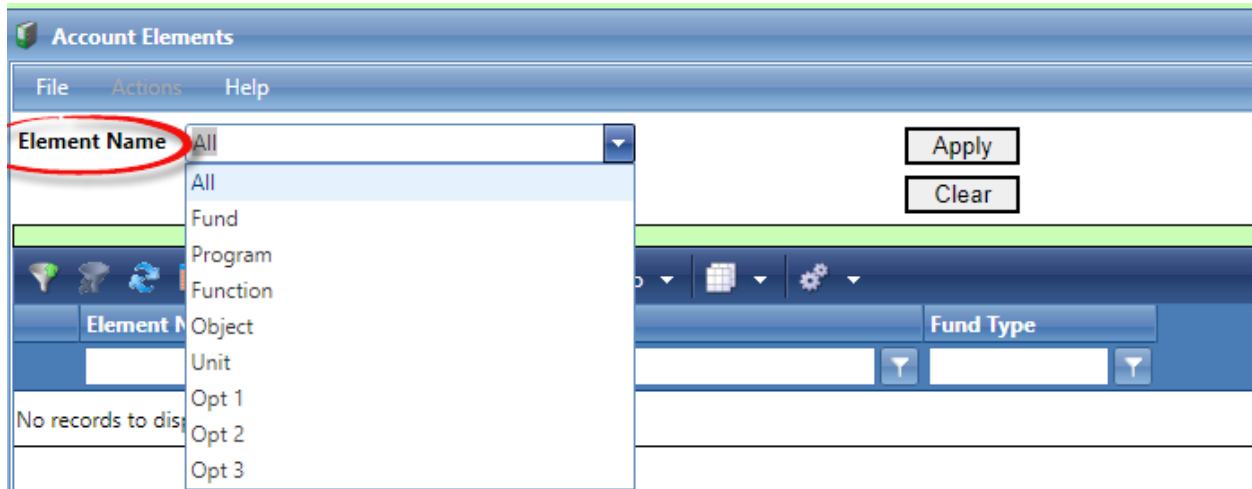 Account Elements
File Actions Help
Element Name All
Apply
All
Clear
Fund
Program
Function
Object
Unit
Opt 1
Opt 2
Opt 3
Element N
Fund Type
No records to disp